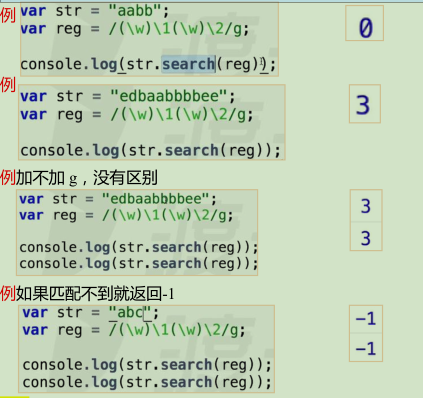 例 var str = "aabb";
var reg = /(\w)\1(\w)\2/g;
console.log(str.search(reg));
0
例 var str = "edbaabbbbee";
var reg = /(\w)\1(\w)\2/g;
console.log(str.search(reg));
3
例加不加 g，没有区别
var str = "edbaabbbbee";
var reg = /(\w)\1(\w)\2/g;
console.log(str.search(reg));
console.log(str.search(reg));
3
3
例如果匹配不到就返回-1
var str = "abc";
var reg = /(\w)\1(\w)\2/g;
console.log(str.search(reg));
console.log(str.search(reg));
-1
-1